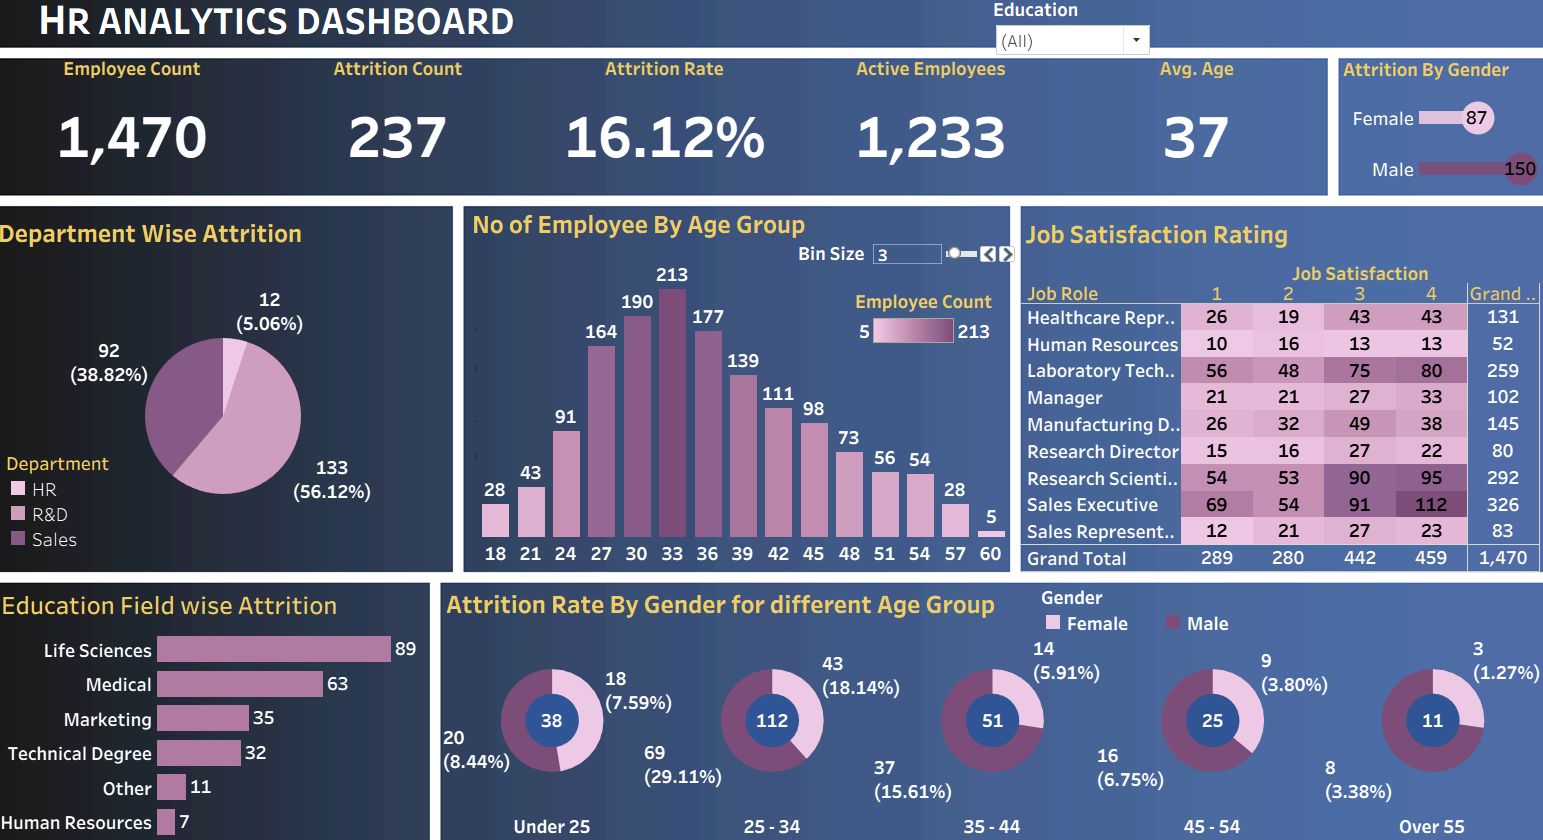 HR ANALYTICS DASHBOARD
Education
(All)
Employee Count
Attrition Count
Attrition Rate
Active Employees
Avg. Age
1,470
237
16.12%
1,233
37
Attrition By Gender
Female 87
Male 150
Department Wise Attrition
12
(5.06%)
92
(38.82%)
133
(56.12%)
Department
HR
R&D
Sales
No of Employee By Age Group
Bin Size 3
Employee Count
5 213
28 43 91 164 190 213 177 139 111 98 73 56 54 28 5
18 21 24 27 30 33 36 39 42 45 48 51 54 57 60
Job Satisfaction Rating
Job Satisfaction
Job Role 1 2 3 4 Grand ..
Healthcare Repr.. 26 19 43 43 131
Human Resources 10 16 13 13 52
Laboratory Tech.. 56 48 75 80 259
Manager 21 21 27 33 102
Manufacturing D.. 26 32 49 38 145
Research Director 15 16 27 22 80
Research Scienti.. 54 53 90 95 292
Sales Executive 69 54 91 112 326
Sales Represent.. 12 21 27 23 83
Grand Total 289 280 442 459 1,470
Education Field wise Attrition
Life Sciences 89
Medical 63
Marketing 35
Technical Degree 32
Other 11
Human Resources 7
Attrition Rate By Gender for different Age Group
Gender
Female Male
18
(7.59%)
38
20
(8.44%)
Under 25
43
(18.14%)
112
69
(29.11%)
25 - 34
14
(5.91%)
51
37
(15.61%)
35 - 44
9
(3.80%)
25
16
(6.75%)
45 - 54
3
(1.27%)
11
8
(3.38%)
Over 55